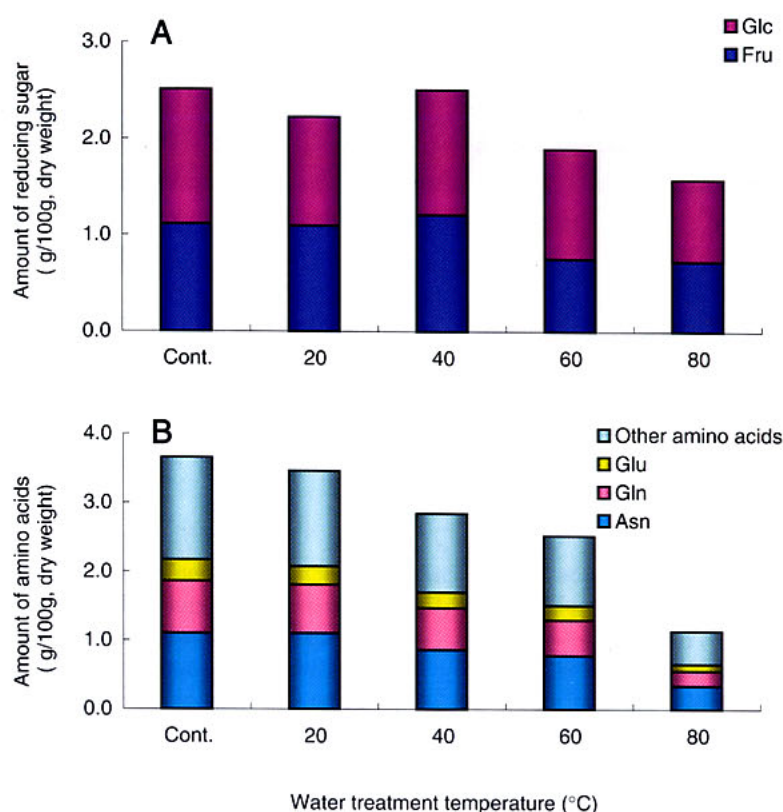 A
Glc
Fru
3.0
2.0
1.0
0.0
Amount of reducing sugar
( g/100g, dry weight)
Cont. 20 40 60 80
B
Other amino acids
Glu
Gln
Asn
4.0
3.0
2.0
1.0
0.0
Amount of amino acids
( g/100g, dry weight)
Cont. 20 40 60 80
Water treatment temperature (°C)